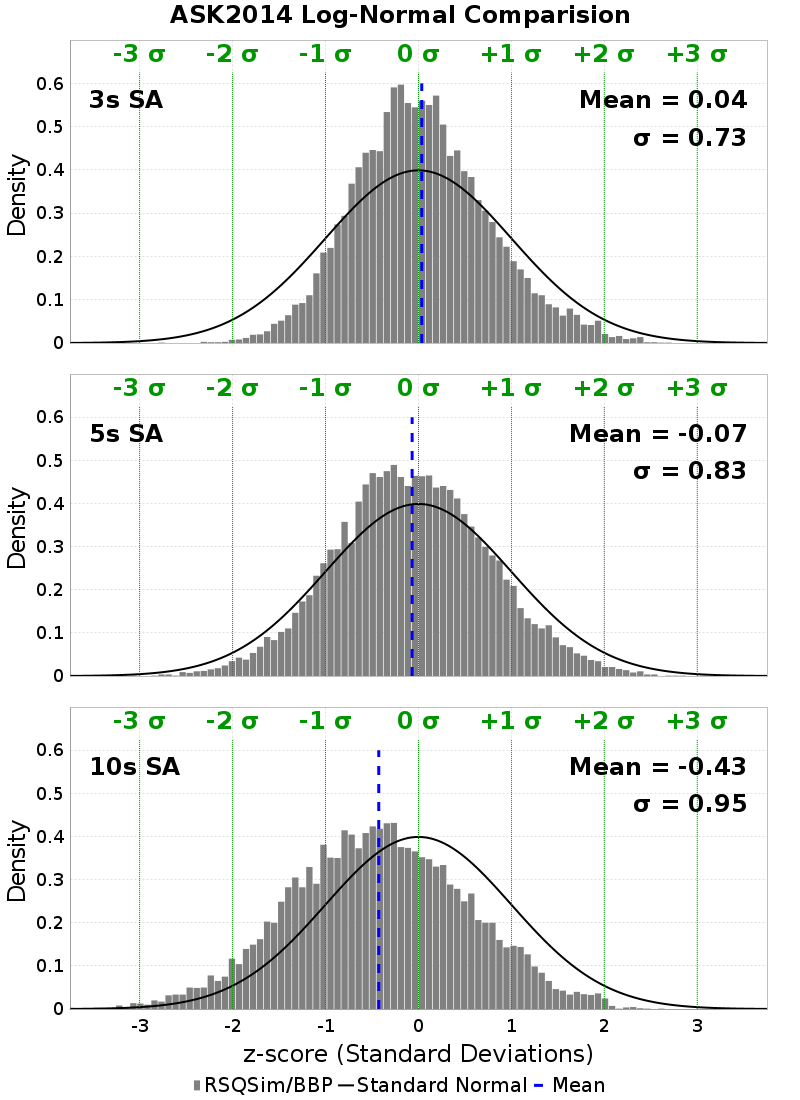 ASK2014 Log-Normal Comparision
-3 σ -2 σ -1 σ 0 σ +1 σ +2 σ +3 σ
3s SA
Mean = 0.04
σ = 0.73
Density
0.6
0.5
0.4
0.3
0.2
0.1
0
-3 σ -2 σ -1 σ 0 σ +1 σ +2 σ +3 σ
5s SA
Mean = -0.07
σ = 0.83
Density
0.6
0.5
0.4
0.3
0.2
0.1
0
-3 σ -2 σ -1 σ 0 σ +1 σ +2 σ +3 σ
10s SA
Mean = -0.43
σ = 0.95
Density
0.6
0.5
0.4
0.3
0.2
0.1
0
-3 -2 -1 0 1 2 3
z-score (Standard Deviations)
RSQSim/BBP Standard Normal Mean